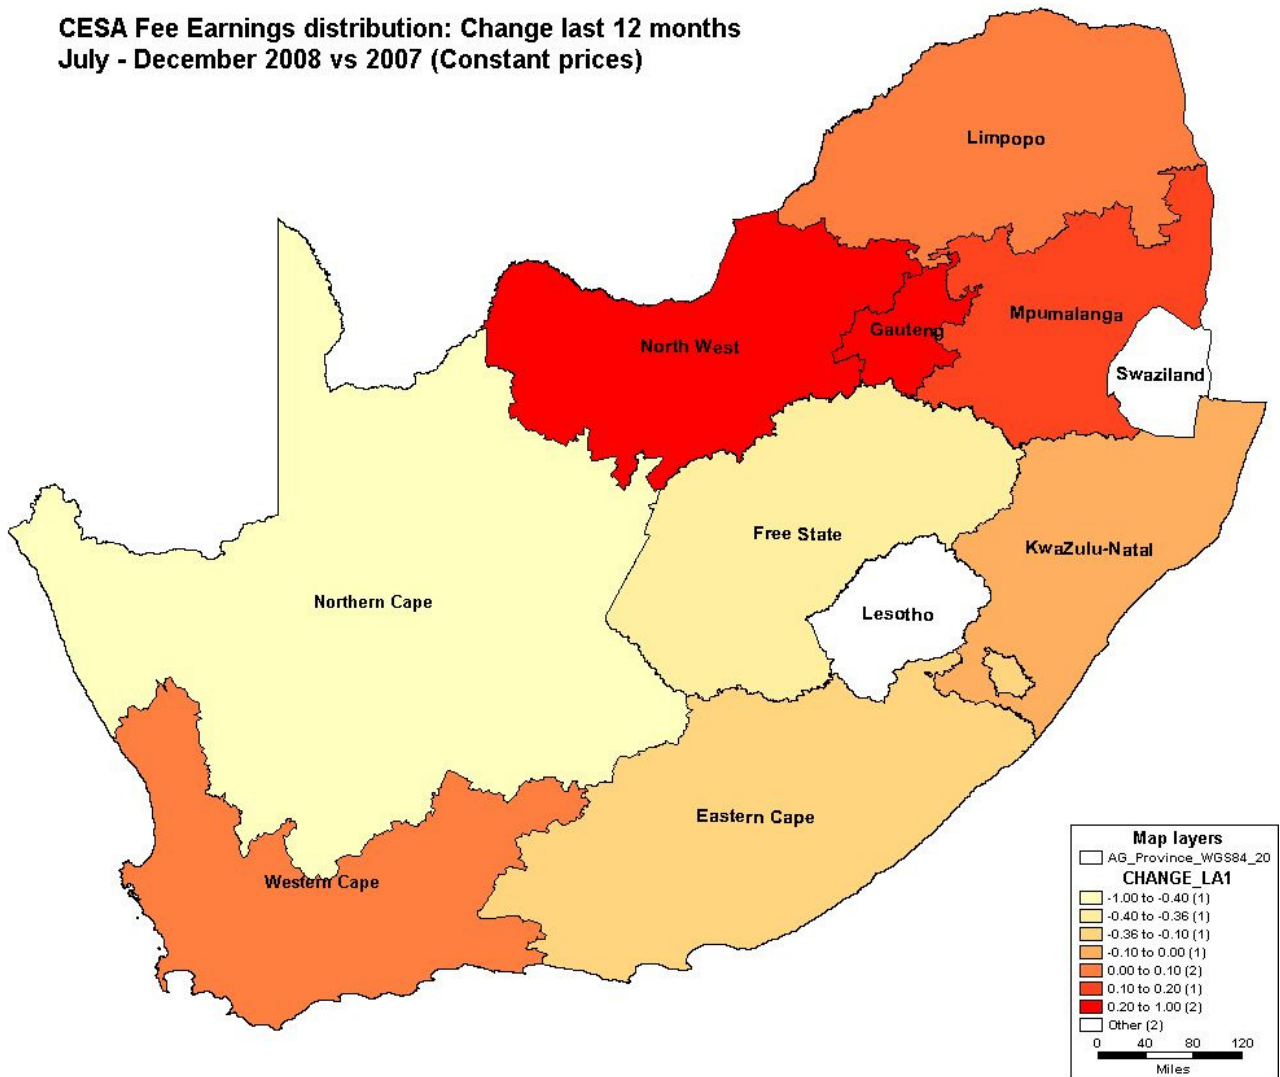 CESA Fee Earnings distribution: Change last 12 months
July - December 2008 vs 2007 (Constant prices)
Limpopo
Mpumalanga
Gauteng
North West
Swaziland
Free State
KwaZulu-Natal
Northern Cape
Lesotho
Eastern Cape
Western Cape
Map layers
AG_Province_WGS84_20
CHANGE_LA1
-1.00 to -0.40 (1)
-0.40 to -0.36 (1)
-0.36 to -0.10 (1)
-0.10 to 0.00 (1)
0.00 to 0.10 (2)
0.10 to 0.20 (1)
0.20 to 1.00 (2)
Other (2)
0 40 80 120
Miles